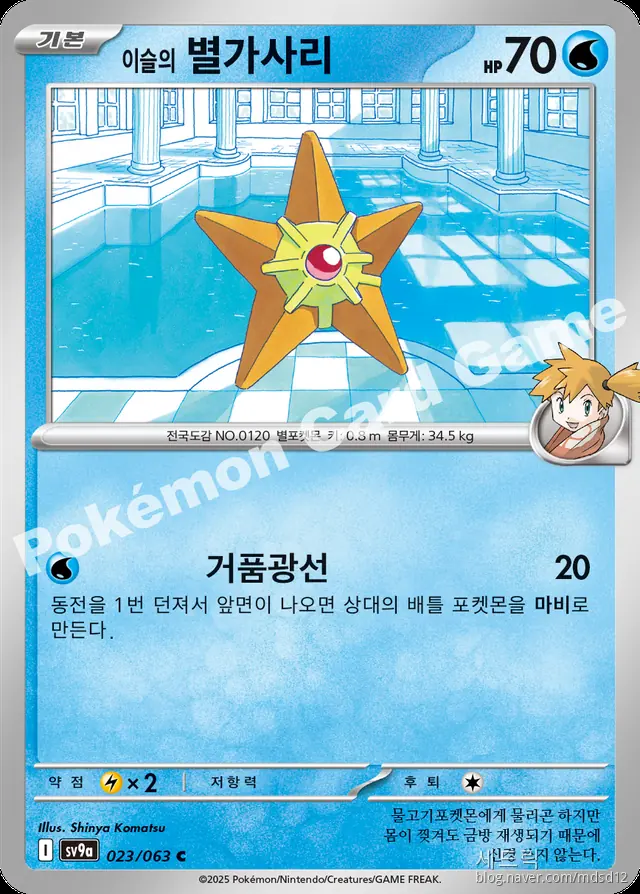 기본
이슬의 별가사리
HP 70
전국도감 NO.0120 별포켓몬 키: 0.8 m 몸무게: 34.5 kg
Pokémon Card Game
거품광선 20
동전을 1번 던져서 앞면이 나오면 상대의 배틀 포켓몬을 마비로
만든다.
약점 ×2 저항력 후퇴
Illus. Shinya Komatsu
물고기포켓몬에게 물리곤 하지만
몸이 찢겨도 금방 재생되기 때문에
신경 쓰지 않는다.
I sv9a 023/063 C
blog.naver.com/mdsd12
©2025 Pokémon/Nintendo/Creatures/GAME FREAK.